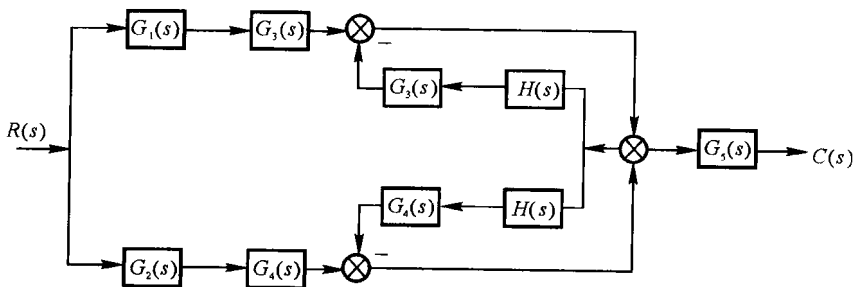 G₁(s) G₃(s)
−
G₃(s) H(s)
R(s)
G₅(s) C(s)
G₄(s) H(s)
−
G₂(s) G₄(s)